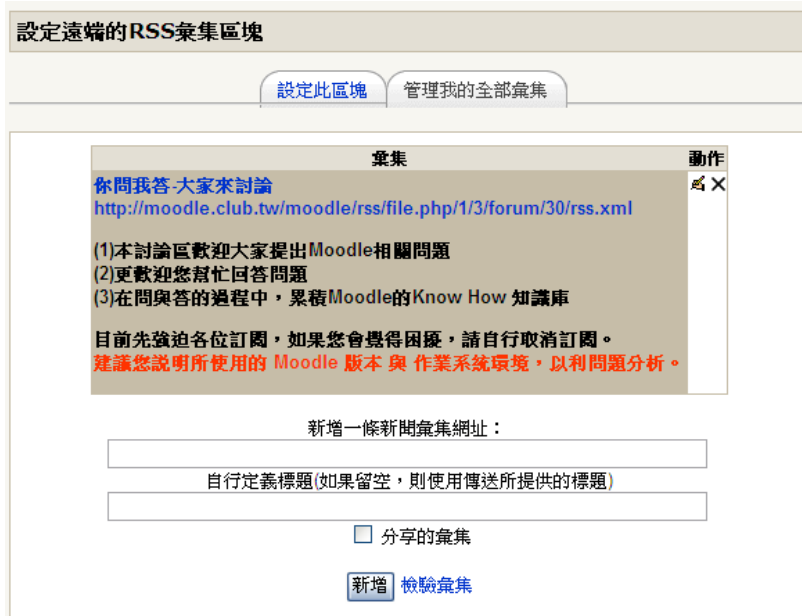 設定遠端的RSS彙集區塊
設定此區塊 管理我的全部彙集
彙集 動作
你問我答-大家來討論
http://moodle.club.tw/moodle/rss/file.php/1/3/forum/30/rss.xml
(1)本討論區歡迎大家提出Moodle相關問題
(2)更歡迎您幫忙回答問題
(3)在問與答的過程中，累積Moodle的Know How 知識庫
目前先強迫各位訂閱，如果您會覺得困擾，請自行取消訂閱。
建議您說明所使用的 Moodle 版本 與 作業系統環境，以利問題分析。
新增一條新聞彙集網址：
自行定義標題(如果留空，則使用傳送所提供的標題)
分享的彙集
新增 檢驗彙集